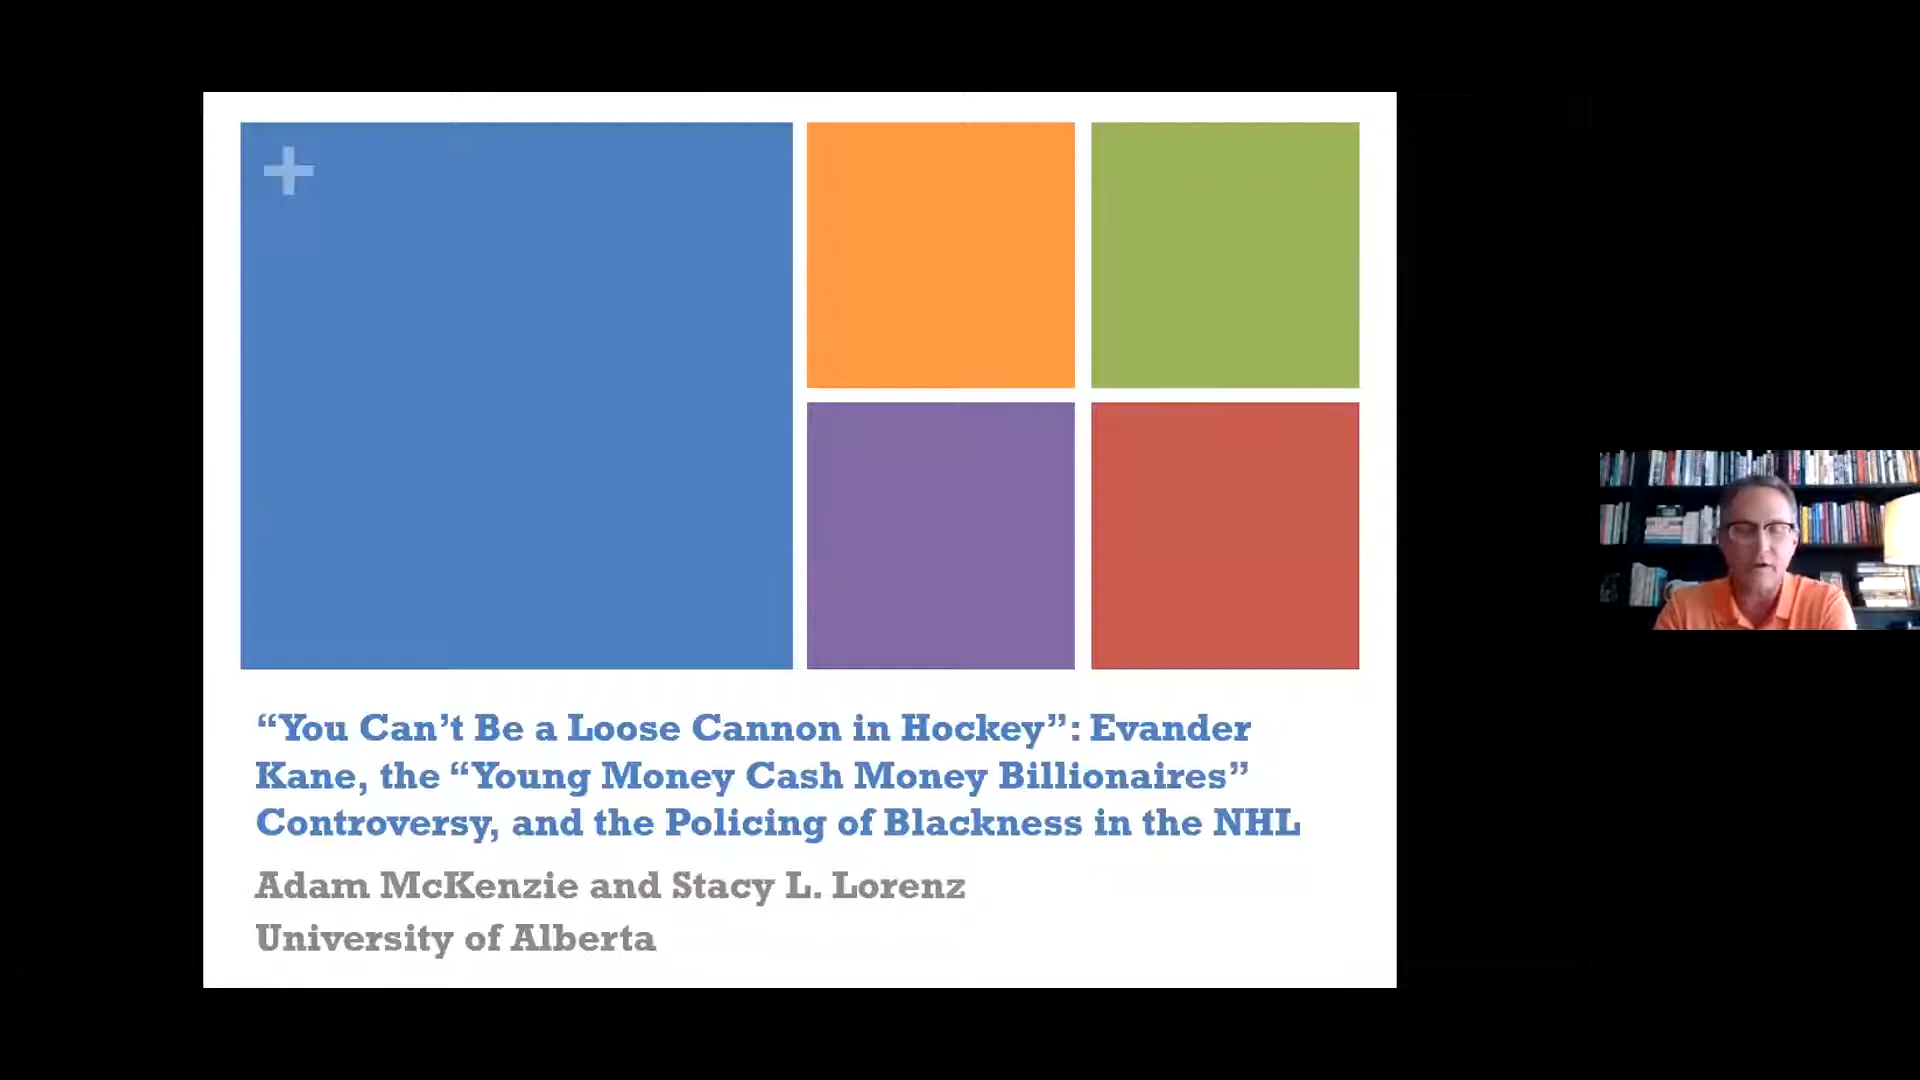 +
“You Can’t Be a Loose Cannon in Hockey”: Evander
Kane, the “Young Money Cash Money Billionaires”
Controversy, and the Policing of Blackness in the NHL
Adam McKenzie and Stacy L. Lorenz
University of Alberta